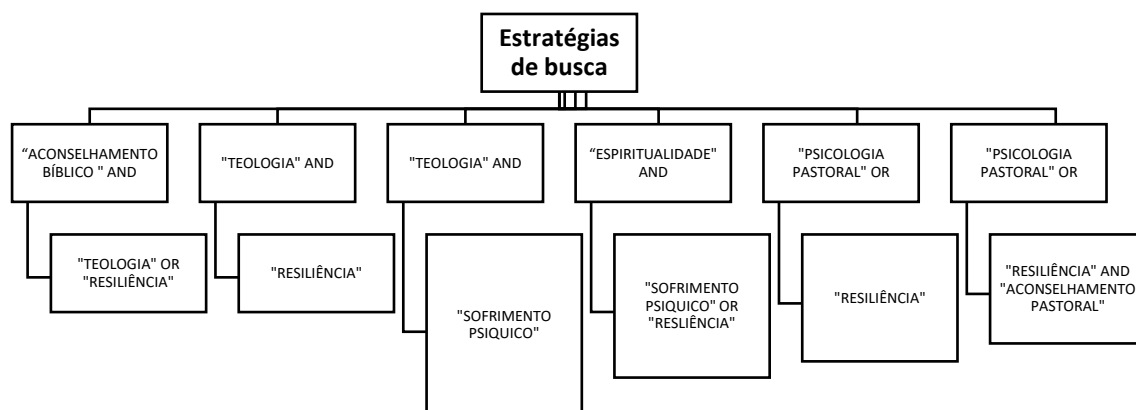 Estratégias
de busca
“ACONSELHAMENTO
BÍBLICO " AND
"TEOLOGIA" AND
"TEOLOGIA" AND
“ESPIRITUALIDADE"
AND
"PSICOLOGIA
PASTORAL" OR
"PSICOLOGIA
PASTORAL" OR
"TEOLOGIA" OR
"RESILIÊNCIA"
"RESILIÊNCIA"
"SOFRIMENTO
PSIQUICO"
"SOFRIMENTO
PSIQUICO" OR
"RESLIÊNCIA"
"RESILIÊNCIA"
"RESILIÊNCIA" AND
"ACONSELHAMENTO
PASTORAL"